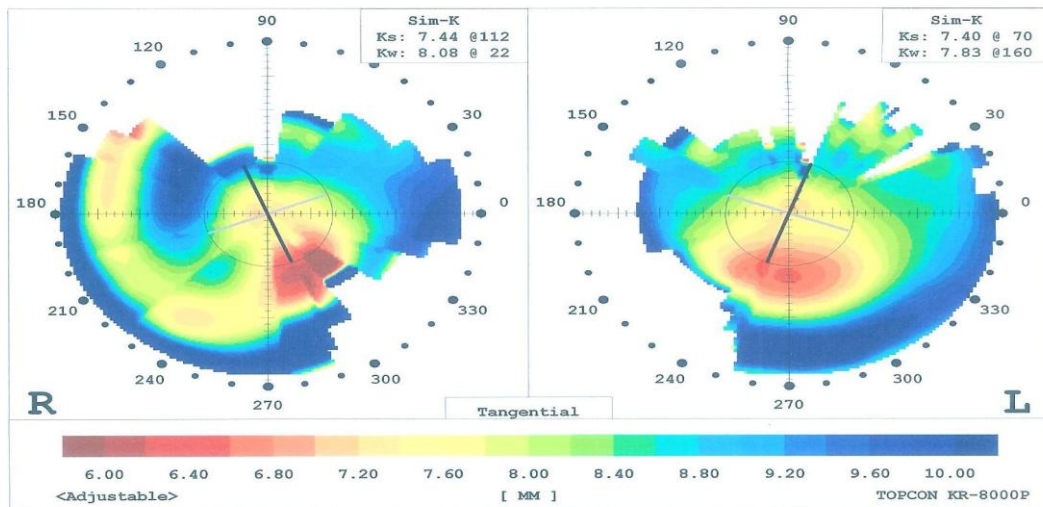 Sim-K
Ks: 7.44 @112
Kw: 8.08 @ 22
90
120
150
30
180
0
210
330
240
300
270
R
Sim-K
Ks: 7.40 @ 70
Kw: 7.83 @160
90
120
150
30
180
0
210
330
240
300
270
L
Tangential
6.00 6.40 6.80 7.20 7.60 8.00 8.40 8.80 9.20 9.60 10.00
<Adjustable> [ MM ] TOPCON KR-8000P